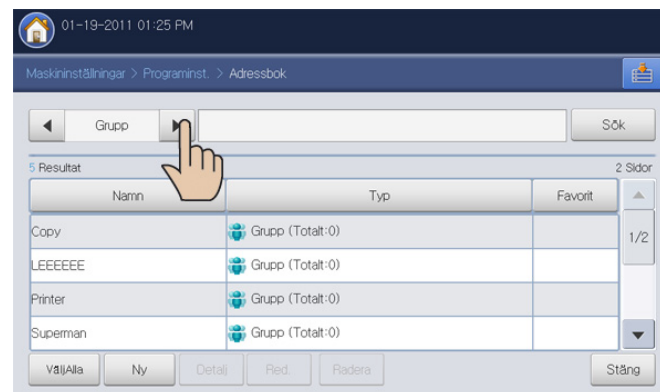 01-19-2011 01:25 PM
Maskininställningar > Programinst. > Adressbok
Grupp Sök
5 Resultat 2 Sidor
Namn Typ Favorit
Copy Grupp (Totalt:0) 1/2
LEEEEEE Grupp (Totalt:0)
Printer Grupp (Totalt:0)
Superman Grupp (Totalt:0)
VäljAlla Ny Detalj Red. Radera Stäng